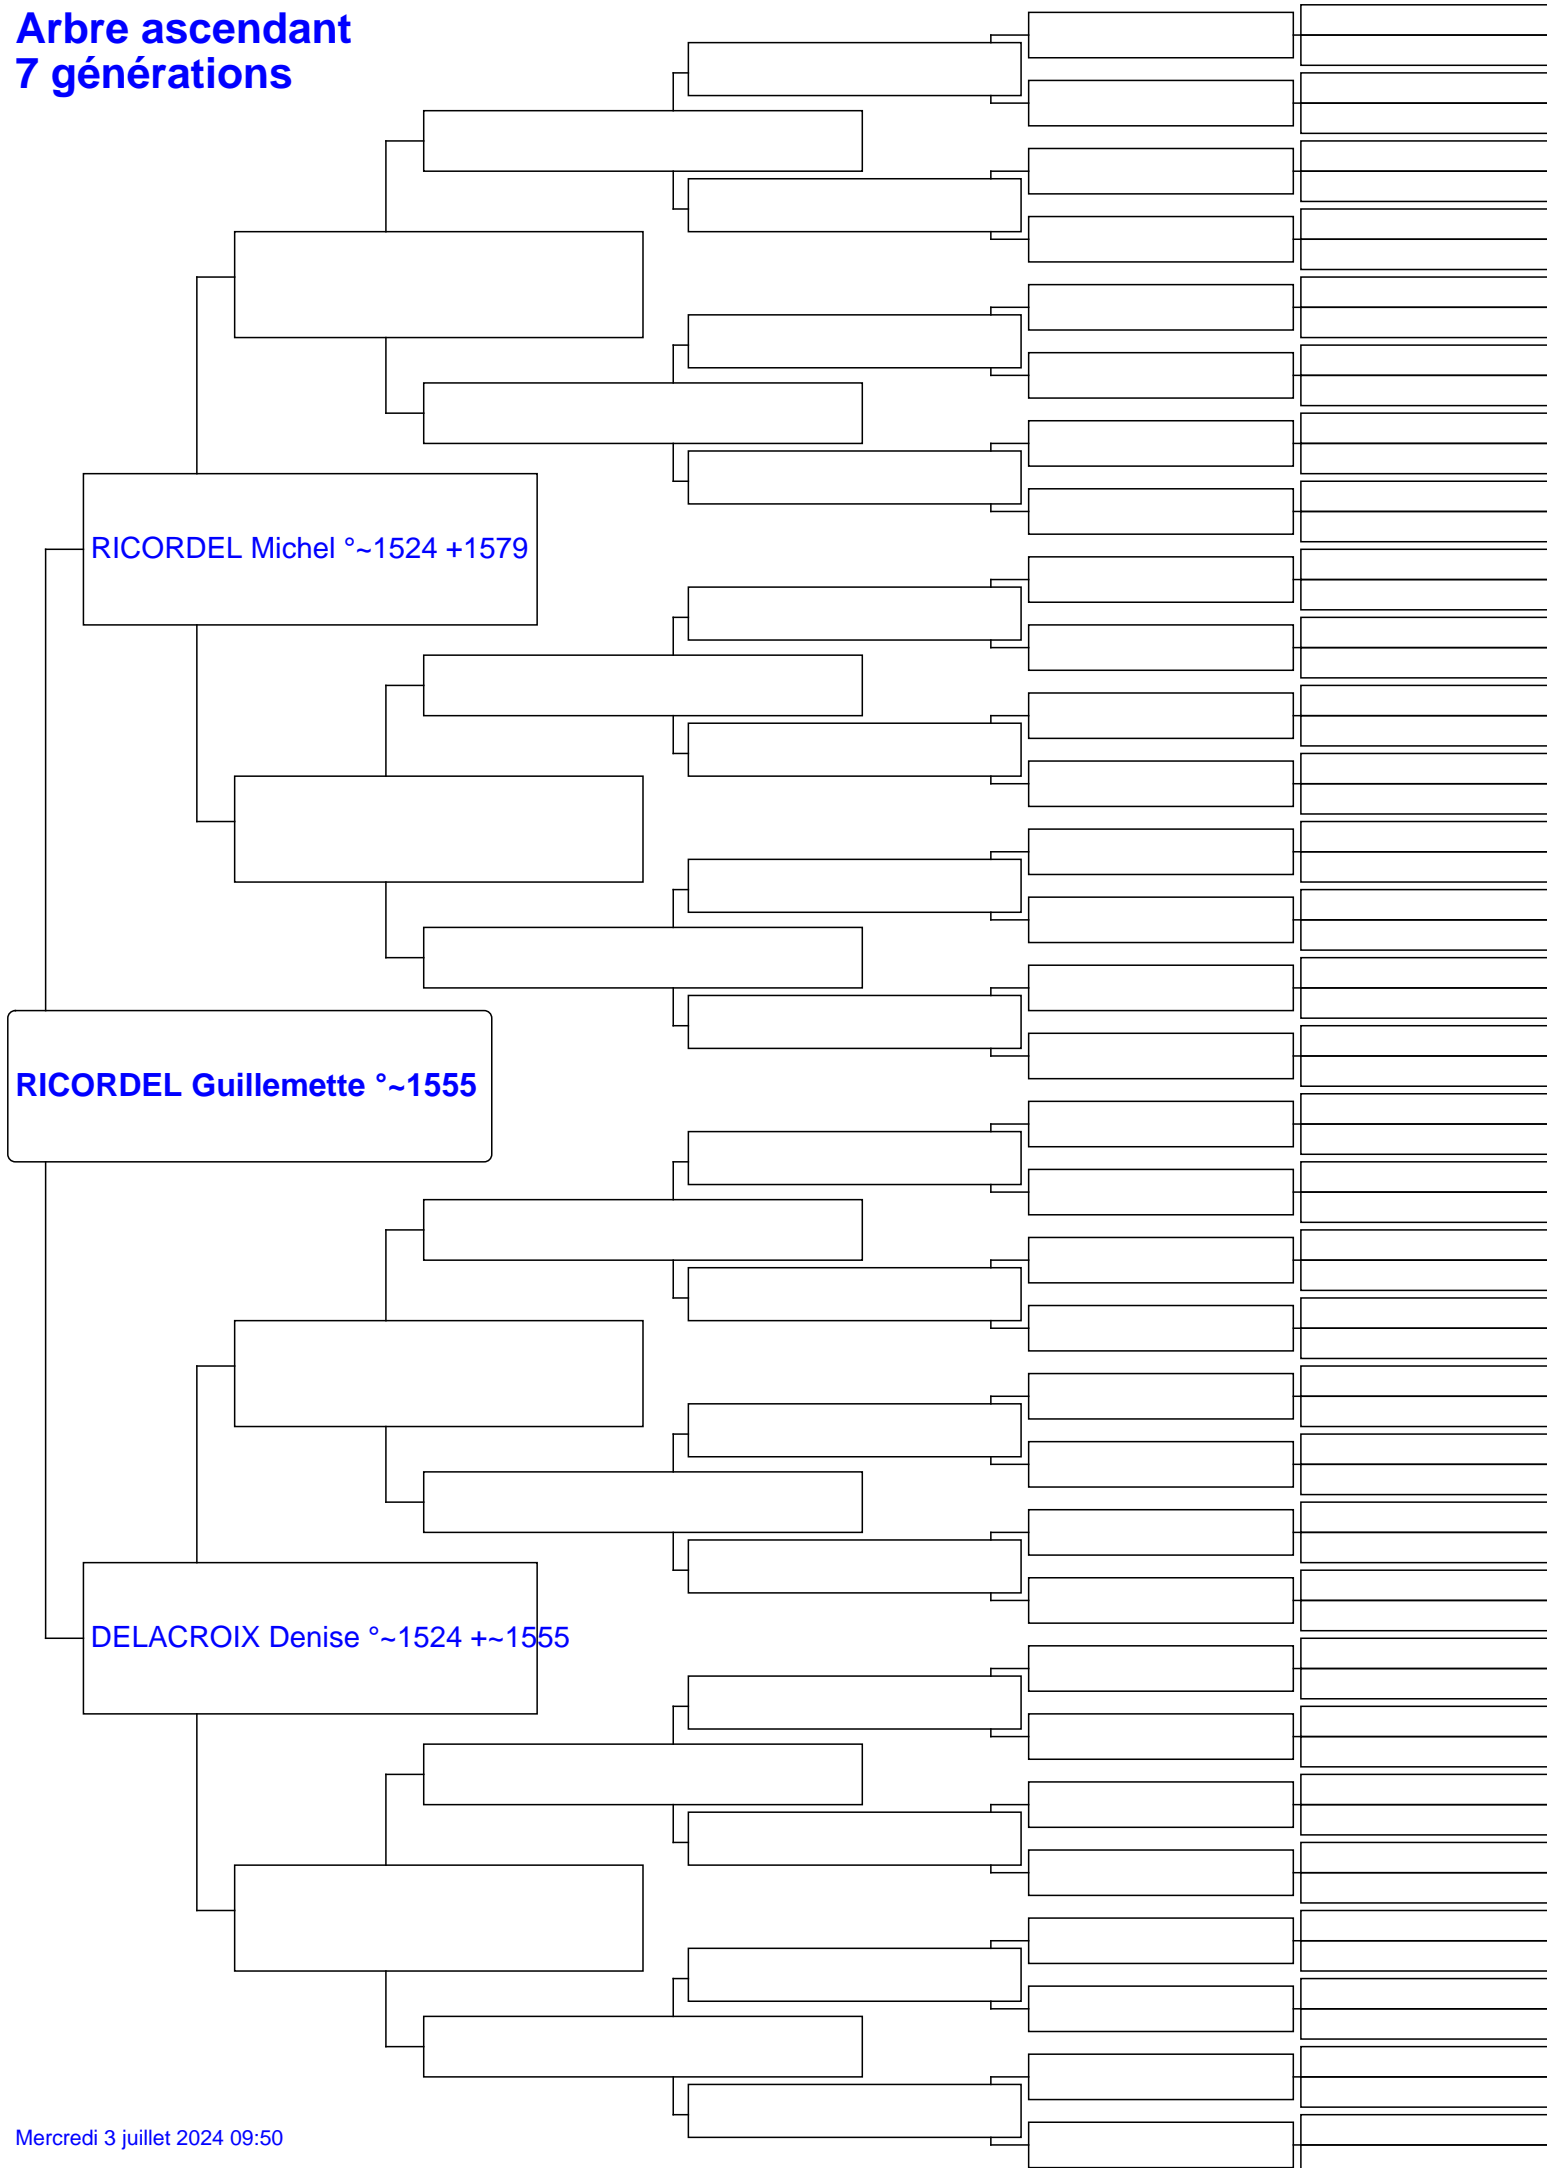 Arbre ascendant
7 générations
RICORDEL Michel °~1524 +1579
RICORDEL Guillemette °~1555
DELACROIX Denise °~1524 +~1555
Mercredi 3 juillet 2024 09:50